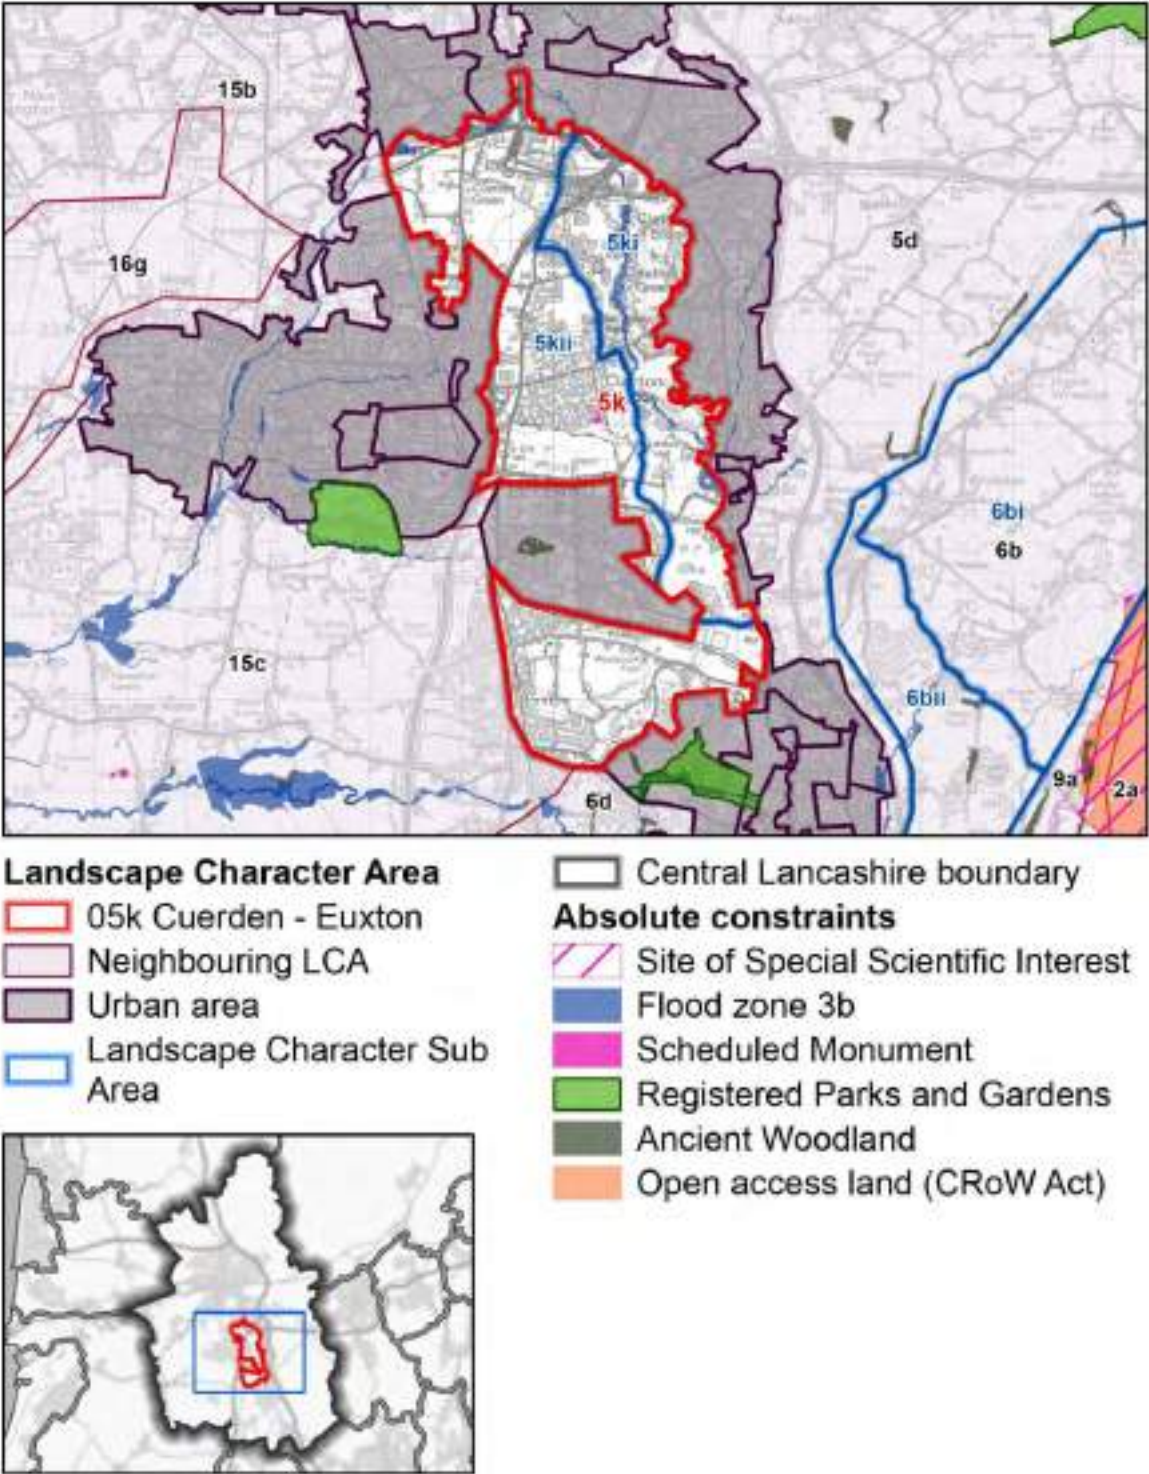 15b
5d
16g
5ki
5kii
5k
6bi
6b
15c
6bii
9a
2a
6d
Landscape Character Area
05k Cuerden - Euxton
Neighbouring LCA
Urban area
Landscape Character Sub
Area
Central Lancashire boundary
Absolute constraints
Site of Special Scientific Interest
Flood zone 3b
Scheduled Monument
Registered Parks and Gardens
Ancient Woodland
Open access land (CRoW Act)